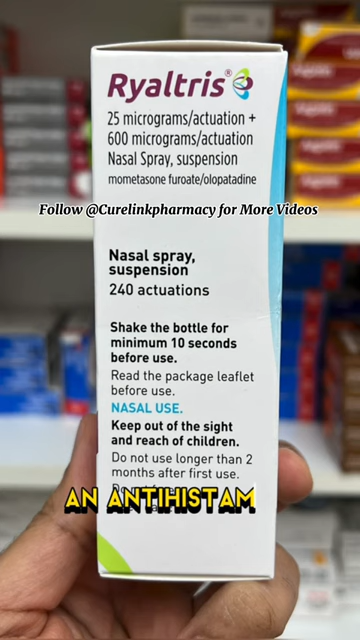 Ryaltris®
25 micrograms/actuation +
600 micrograms/actuation
Nasal Spray, suspension
mometasone furoate/olopatadine
Follow @Curelinkpharmacy for More Videos
Nasal spray,
suspension
240 actuations
Shake the bottle for
minimum 10 seconds
before use.
Read the package leaflet
before use.
NASAL USE.
Keep out of the sight
and reach of children.
Do not use longer than 2
months after first use.
AN ANTIHISTAM